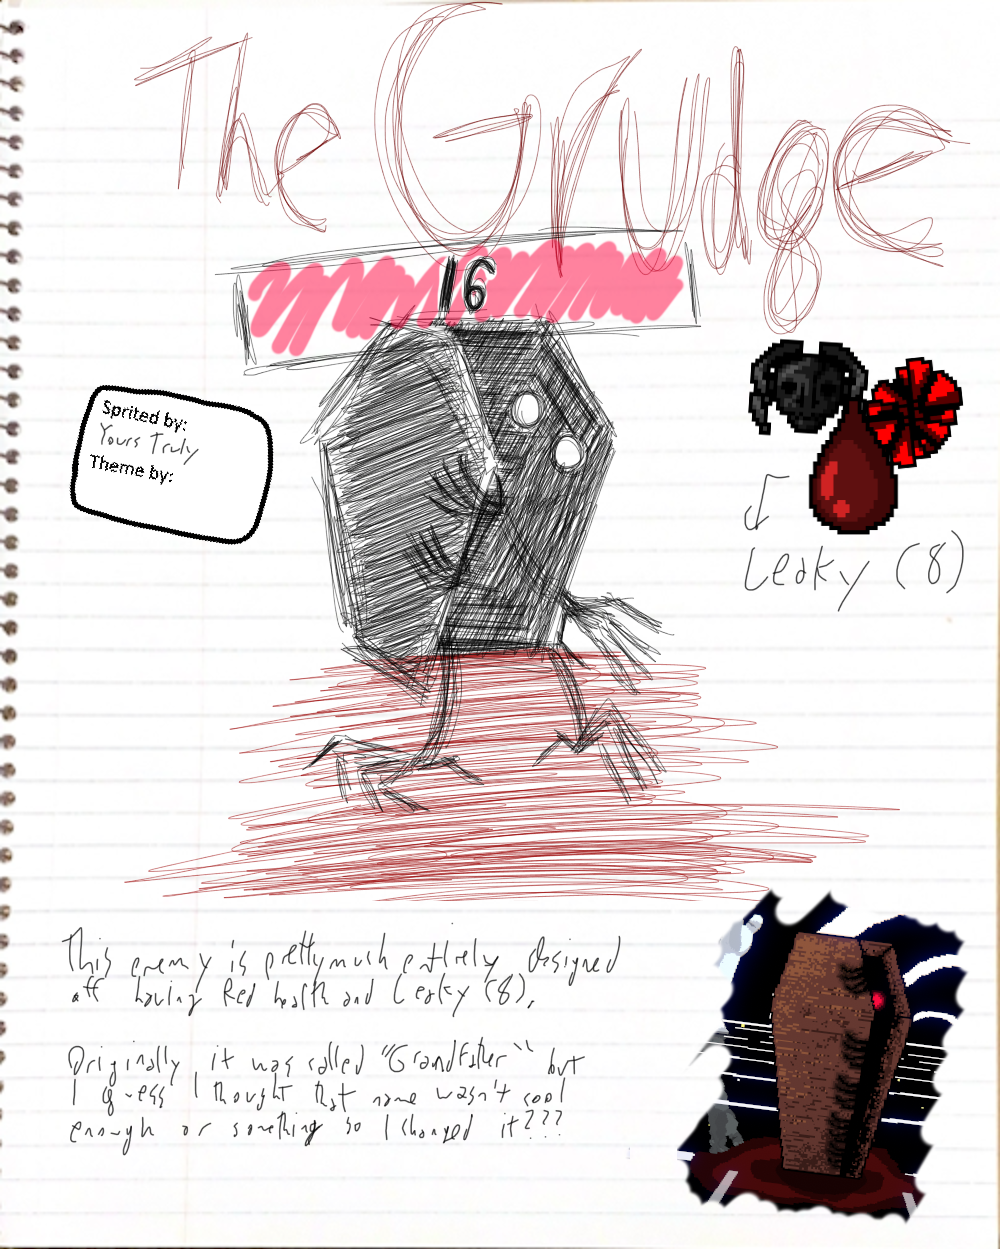 The Grudge
16
Sprited by:
Yours Truly
Theme by:
Leaky (8)
This enemy is prettymuch entirely designed
off having Red health and Leaky (8).
Originally it was called "Grandfather" but
I guess I thought that name wasn't cool
enough or something so I changed it???